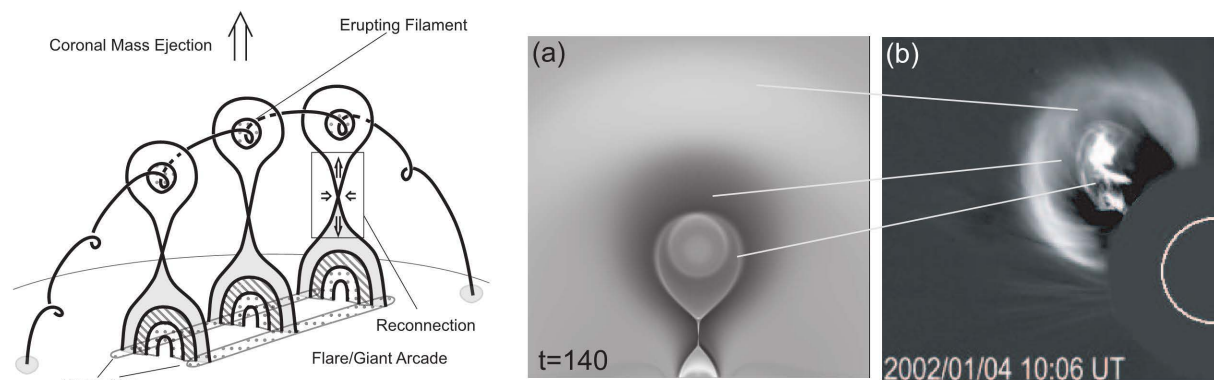 Erupting Filament
Coronal Mass Ejection
Reconnection
Flare/Giant Arcade
(a)
t=140
(b)
2002/01/04 10:06 UT